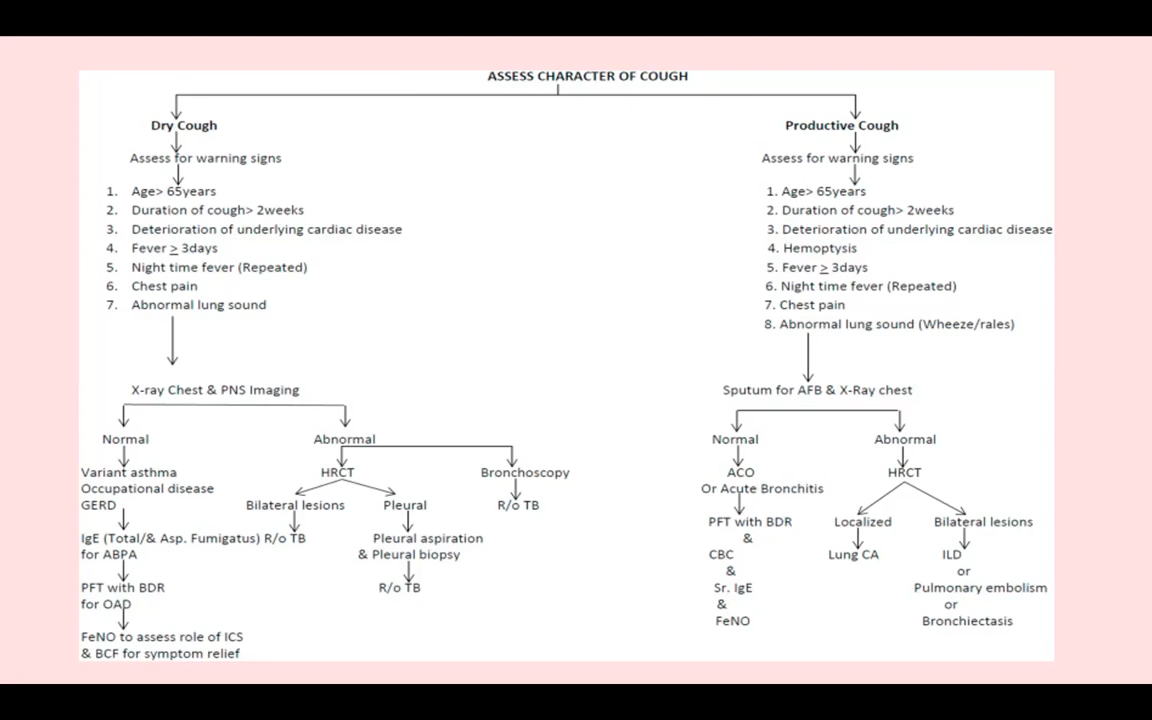 ASSESS CHARACTER OF COUGH
Dry Cough
Assess for warning signs
1. Age> 65years
2. Duration of cough> 2weeks
3. Deterioration of underlying cardiac disease
4. Fever ≥ 3days
5. Night time fever (Repeated)
6. Chest pain
7. Abnormal lung sound
X-ray Chest & PNS Imaging
Normal
Variant asthma
Occupational disease
GERD
IgE (Total/& Asp. Fumigatus)
for ABPA
PFT with BDR
for OAD
FeNO to assess role of ICS
& BCF for symptom relief
Abnormal
HRCT
Bilateral lesions
R/o TB
Pleural
Pleural aspiration
& Pleural biopsy
R/o TB
Bronchoscopy
R/o TB
Productive Cough
Assess for warning signs
1. Age> 65years
2. Duration of cough> 2weeks
3. Deterioration of underlying cardiac disease
4. Hemoptysis
5. Fever ≥ 3days
6. Night time fever (Repeated)
7. Chest pain
8. Abnormal lung sound (Wheeze/rales)
Sputum for AFB & X-Ray chest
Normal
ACO
Or Acute Bronchitis
PFT with BDR
&
CBC
&
Sr. IgE
&
FeNO
Abnormal
HRCT
Localized
Lung CA
Bilateral lesions
ILD
or
Pulmonary embolism
or
Bronchiectasis